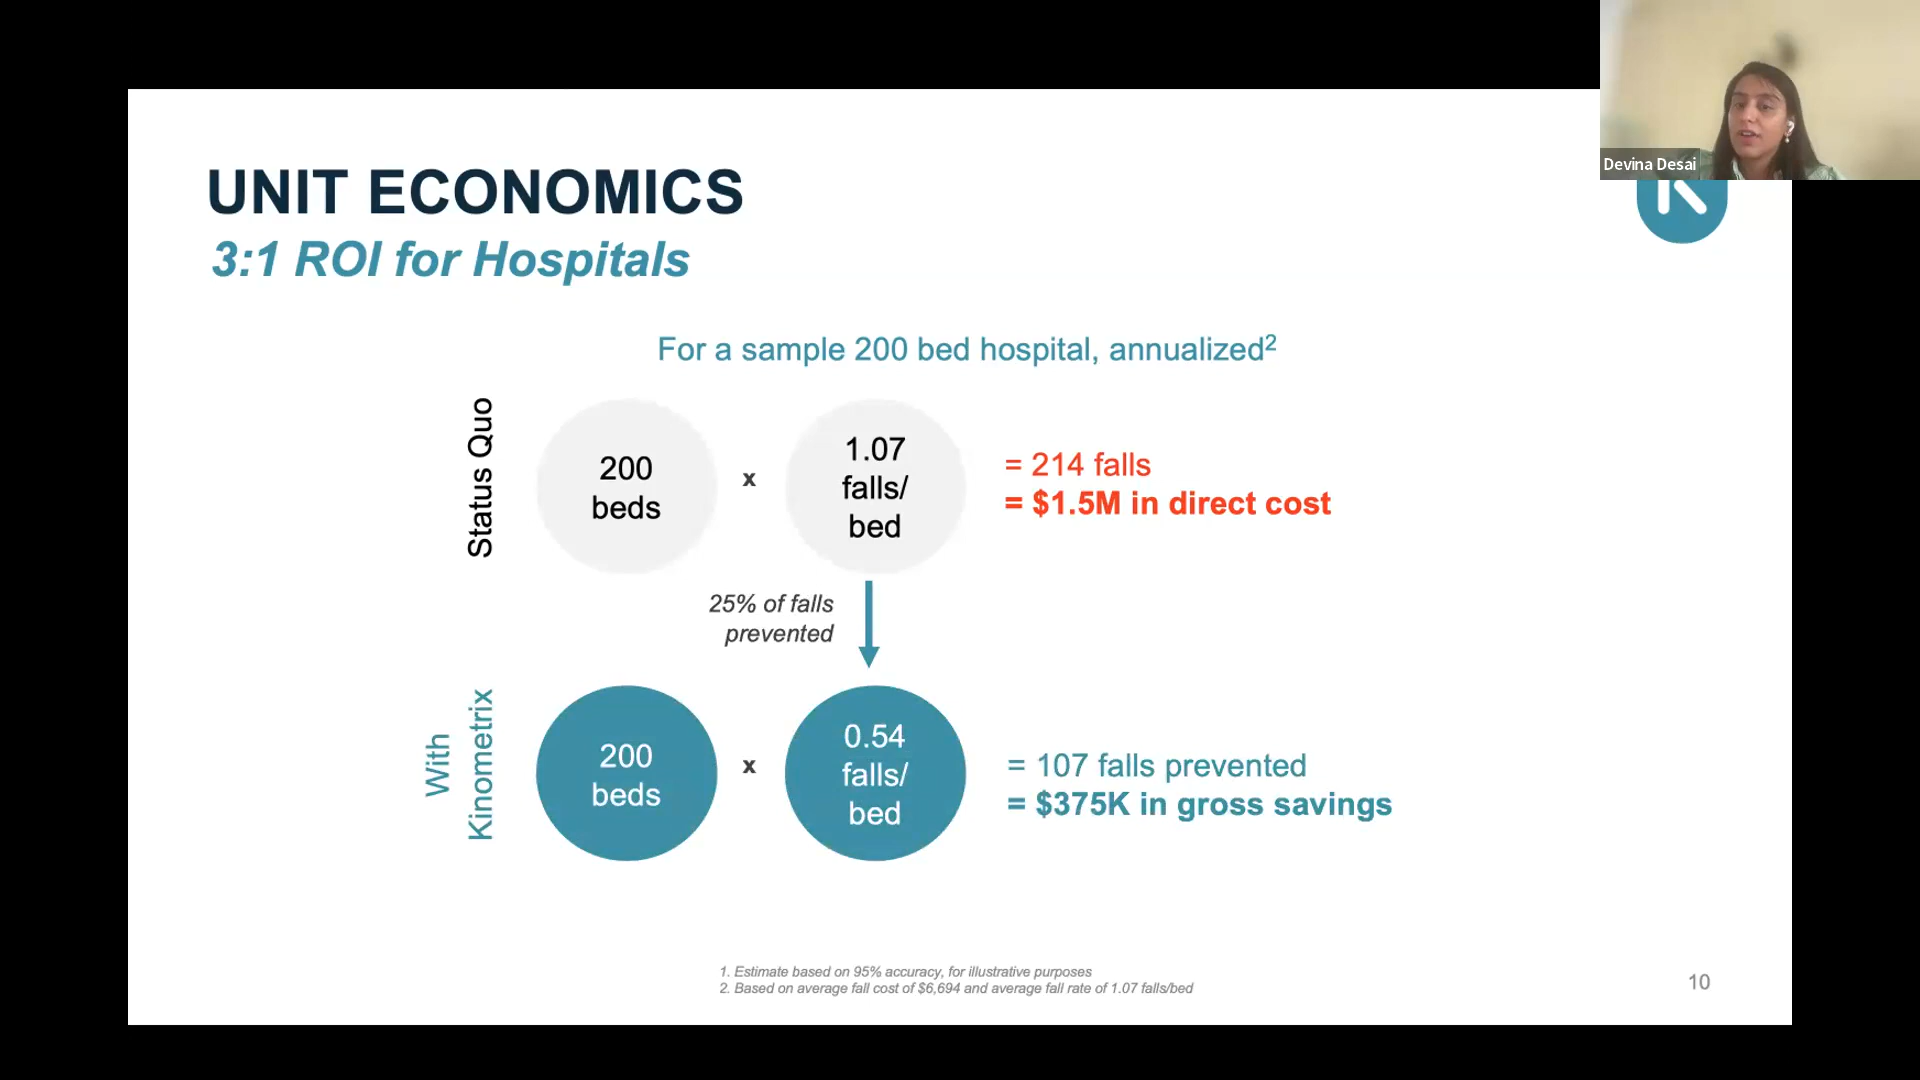 Devina Desai
UNIT ECONOMICS
3:1 ROI for Hospitals
For a sample 200 bed hospital, annualized²
Status Quo
200
beds
x
1.07
falls/
bed
= 214 falls
= $1.5M in direct cost
25% of falls
prevented
With
Kinometrix
200
beds
x
0.54
falls/
bed
= 107 falls prevented
= $375K in gross savings
1. Estimate based on 95% accuracy, for illustrative purposes
2. Based on average fall cost of $6,694 and average fall rate of 1.07 falls/bed
10